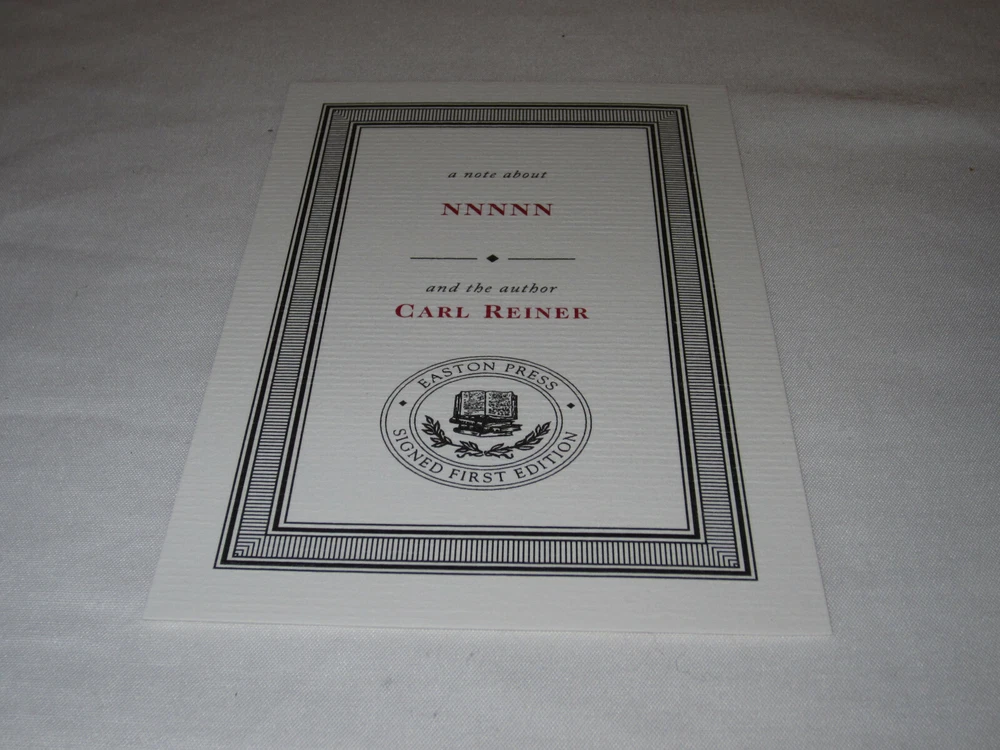 a note about
NNNNN
and the author
CARL REINER
EASTON PRESS
SIGNED FIRST EDITION